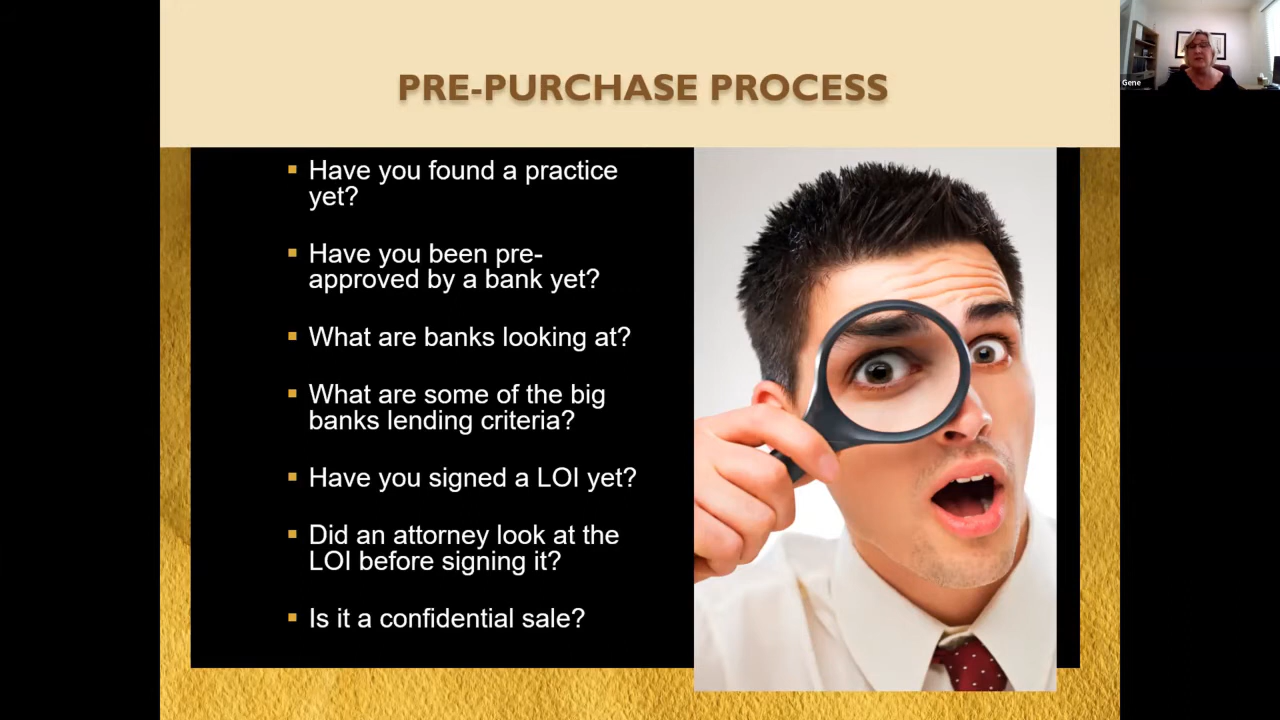 PRE-PURCHASE PROCESS
Gene
▪ Have you found a practice
yet?
▪ Have you been pre-
approved by a bank yet?
▪ What are banks looking at?
▪ What are some of the big
banks lending criteria?
▪ Have you signed a LOI yet?
▪ Did an attorney look at the
LOI before signing it?
▪ Is it a confidential sale?